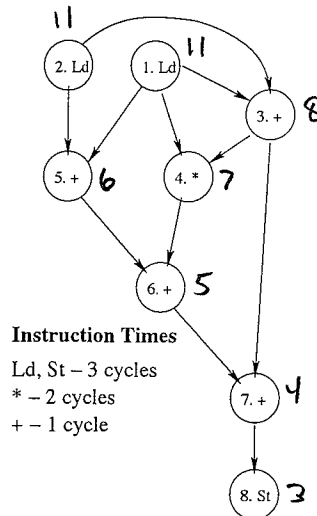 11
11
2. Ld
1. Ld
3. +
8
5. +
6
4. *
7
6. +
5
Instruction Times
Ld, St – 3 cycles
* – 2 cycles
+ – 1 cycle
7. +
4
8. St
3